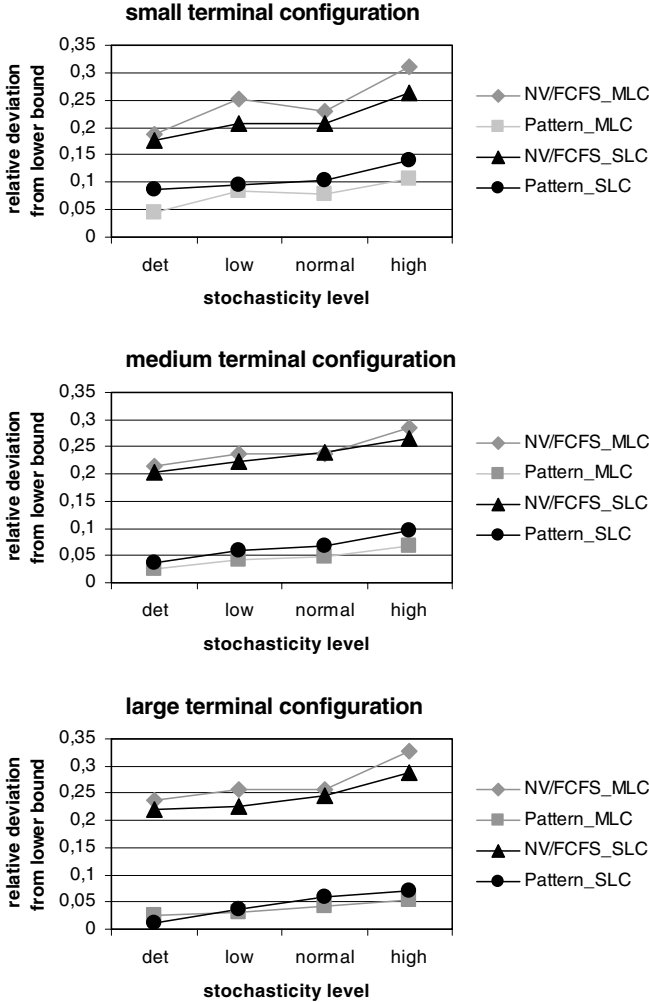 small terminal configuration
relative deviation
from lower bound
0,35
0,3
0,25
0,2
0,15
0,1
0,05
0
det low normal high
stochasticity level
NV/FCFS_MLC
Pattern_MLC
NV/FCFS_SLC
Pattern_SLC
medium terminal configuration
relative deviation
from lower bound
0,35
0,3
0,25
0,2
0,15
0,1
0,05
0
det low normal high
stochasticity level
NV/FCFS_MLC
Pattern_MLC
NV/FCFS_SLC
Pattern_SLC
large terminal configuration
relative deviation
from lower bound
0,35
0,3
0,25
0,2
0,15
0,1
0,05
0
det low normal high
stochasticity level
NV/FCFS_MLC
Pattern_MLC
NV/FCFS_SLC
Pattern_SLC